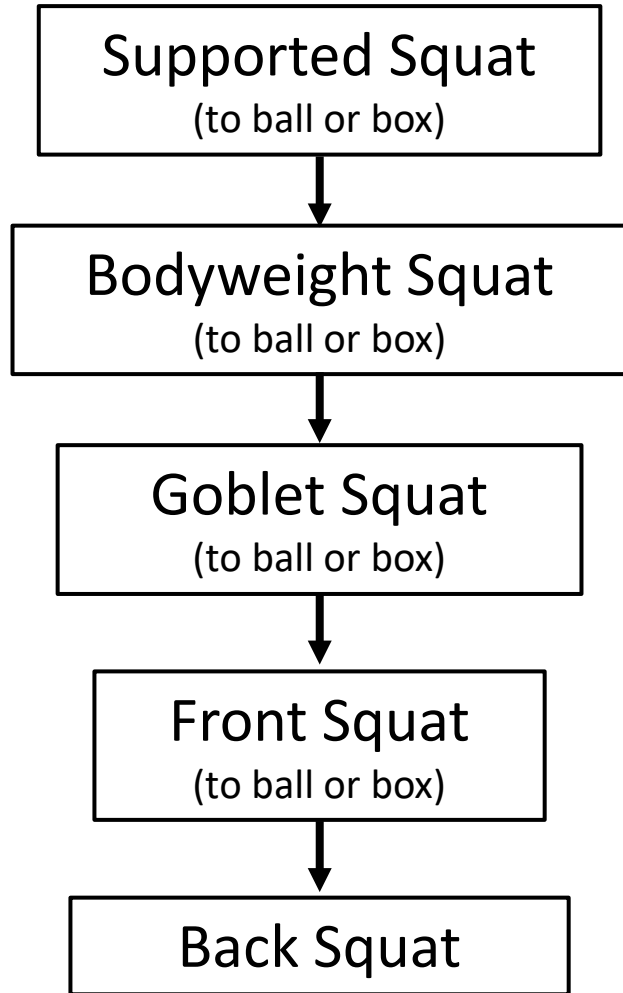 Supported Squat
(to ball or box)
Bodyweight Squat
(to ball or box)
Goblet Squat
(to ball or box)
Front Squat
(to ball or box)
Back Squat